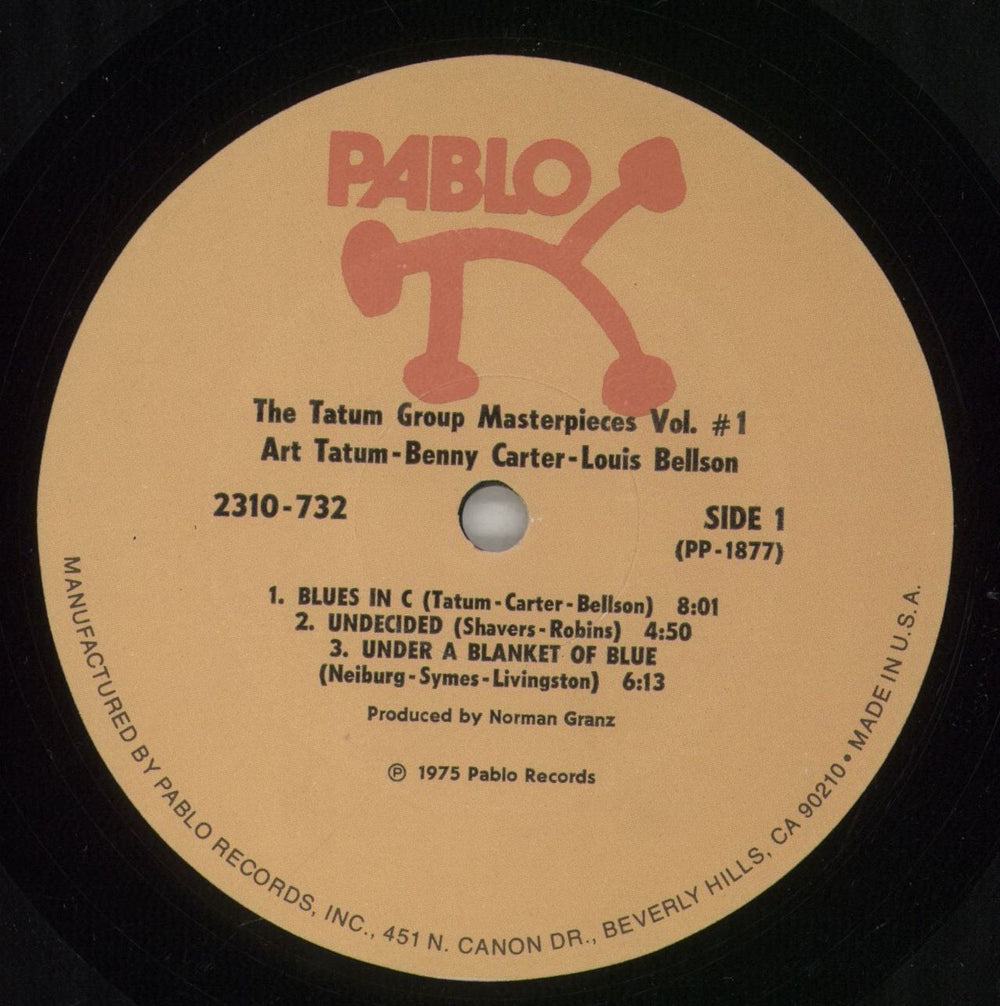 PABLO
The Tatum Group Masterpieces Vol. #1
Art Tatum-Benny Carter-Louis Bellson
2310-732
SIDE 1
(PP-1877)
1. BLUES IN C (Tatum-Carter-Bellson) 8:01
2. UNDECIDED (Shavers-Robins) 4:50
3. UNDER A BLANKET OF BLUE
(Neiburg-Symes-Livingston) 6:13
Produced by Norman Granz
℗ 1975 Pablo Records
MANUFACTURED BY PABLO RECORDS, INC., 451 N. CANON DR., BEVERLY HILLS, CA 90210 • MADE IN U.S.A.